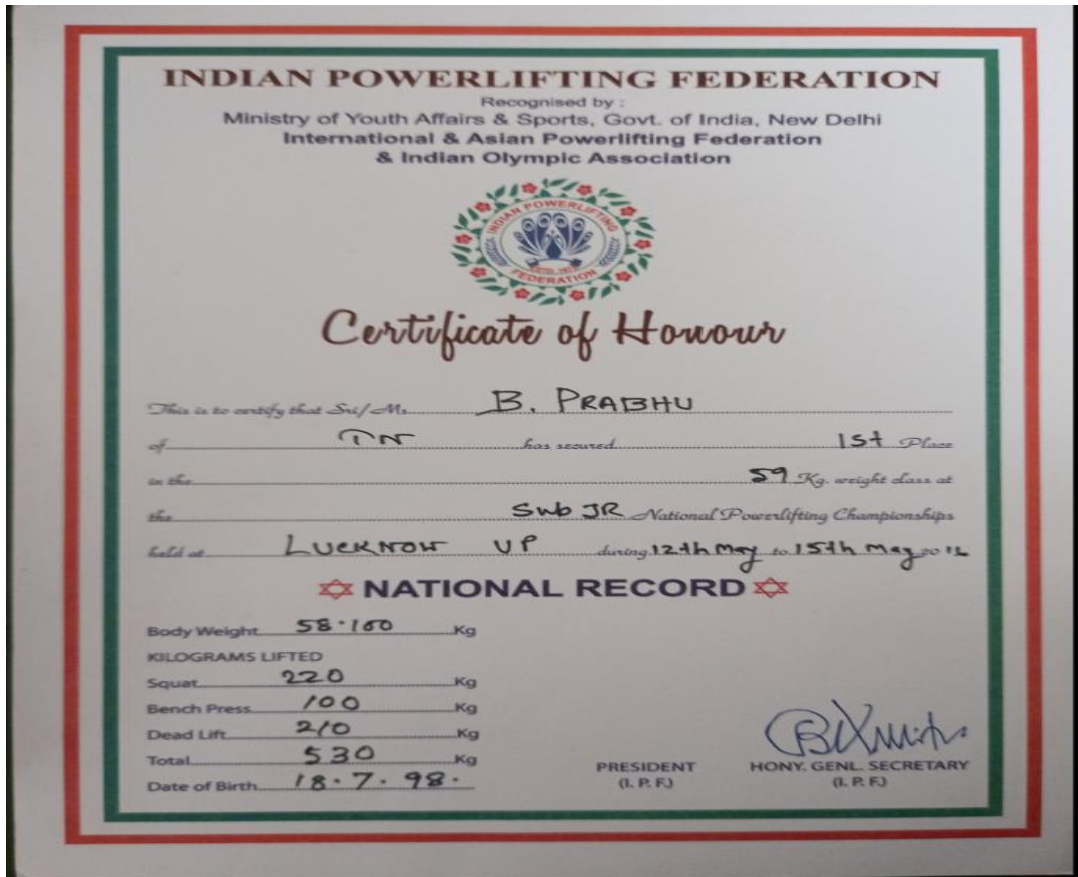 INDIAN POWERLIFTING FEDERATION
Recognised by :
Ministry of Youth Affairs & Sports, Govt. of India, New Delhi
International & Asian Powerlifting Federation
& Indian Olympic Association
INDIAN POWERLIFTING
FEDERATION
Certificate of Honour
This is to certify that Sri/Ms. B. PRABHU
of TN has secured 1st Place
in the 59 Kg. weight class at
the Sub JR National Powerlifting Championships
held at LUCKNOW UP during 12th May to 15th May 2016
NATIONAL RECORD
Body Weight 58.100 Kg
KILOGRAMS LIFTED
Squat 220 Kg
Bench Press 100 Kg
Dead Lift 210 Kg
Total 530 Kg
Date of Birth 18.7.98.
PRESIDENT HONY. GENL. SECRETARY
(I. P. F.) (I. P. F.)